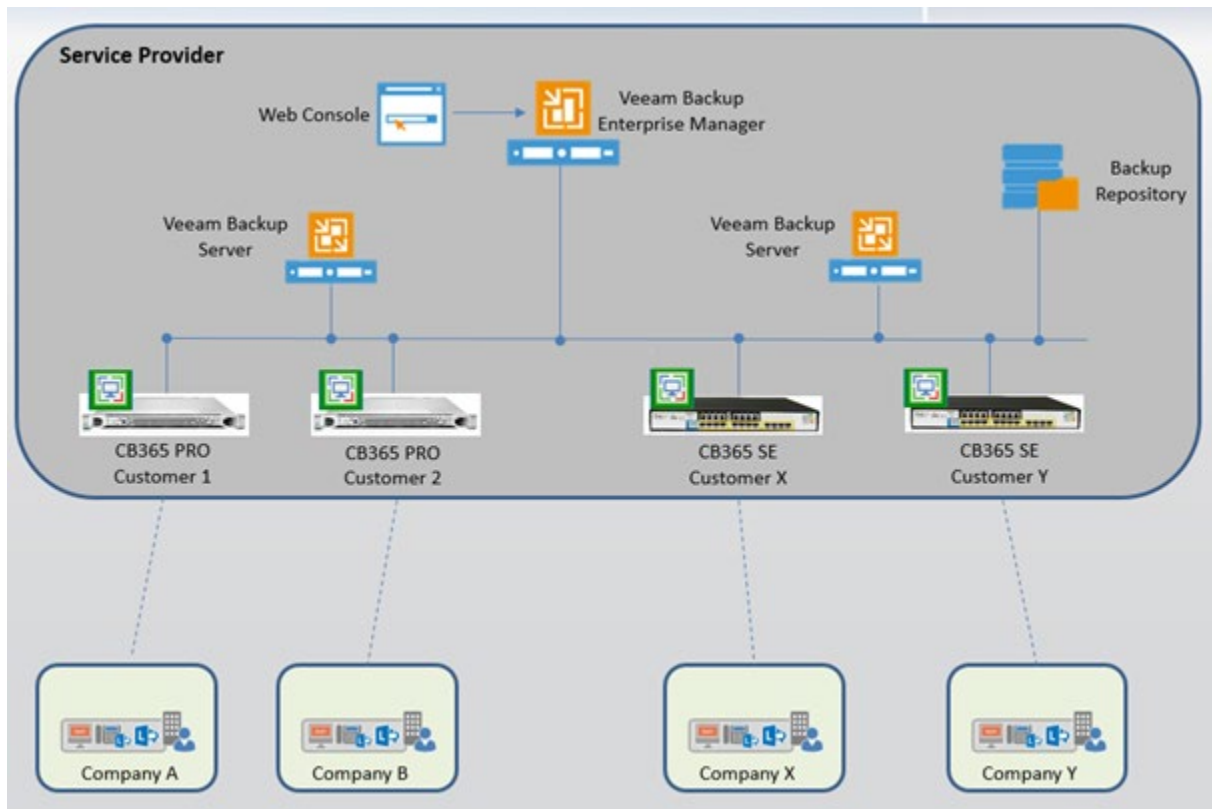 Service Provider
Web Console
Veeam Backup
Enterprise Manager
Backup
Repository
Veeam Backup
Server
Veeam Backup
Server
CB365 PRO
Customer 1
CB365 PRO
Customer 2
CB365 SE
Customer X
CB365 SE
Customer Y
Company A
Company B
Company X
Company Y